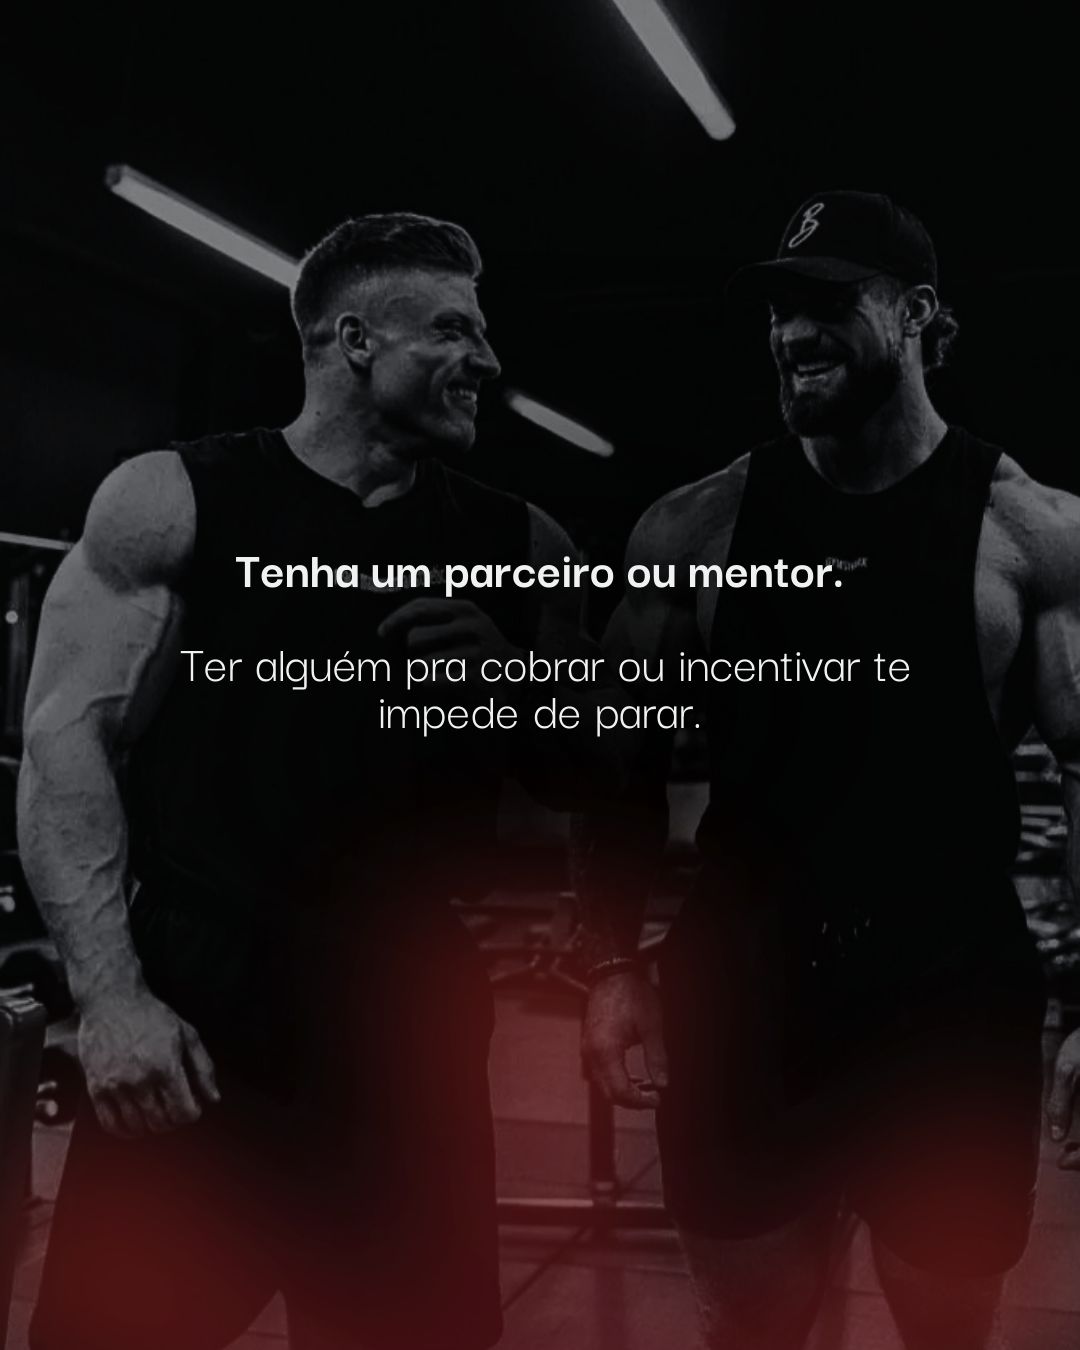 Tenha um parceiro ou mentor.
Ter alguém pra cobrar ou incentivar te
impede de parar.